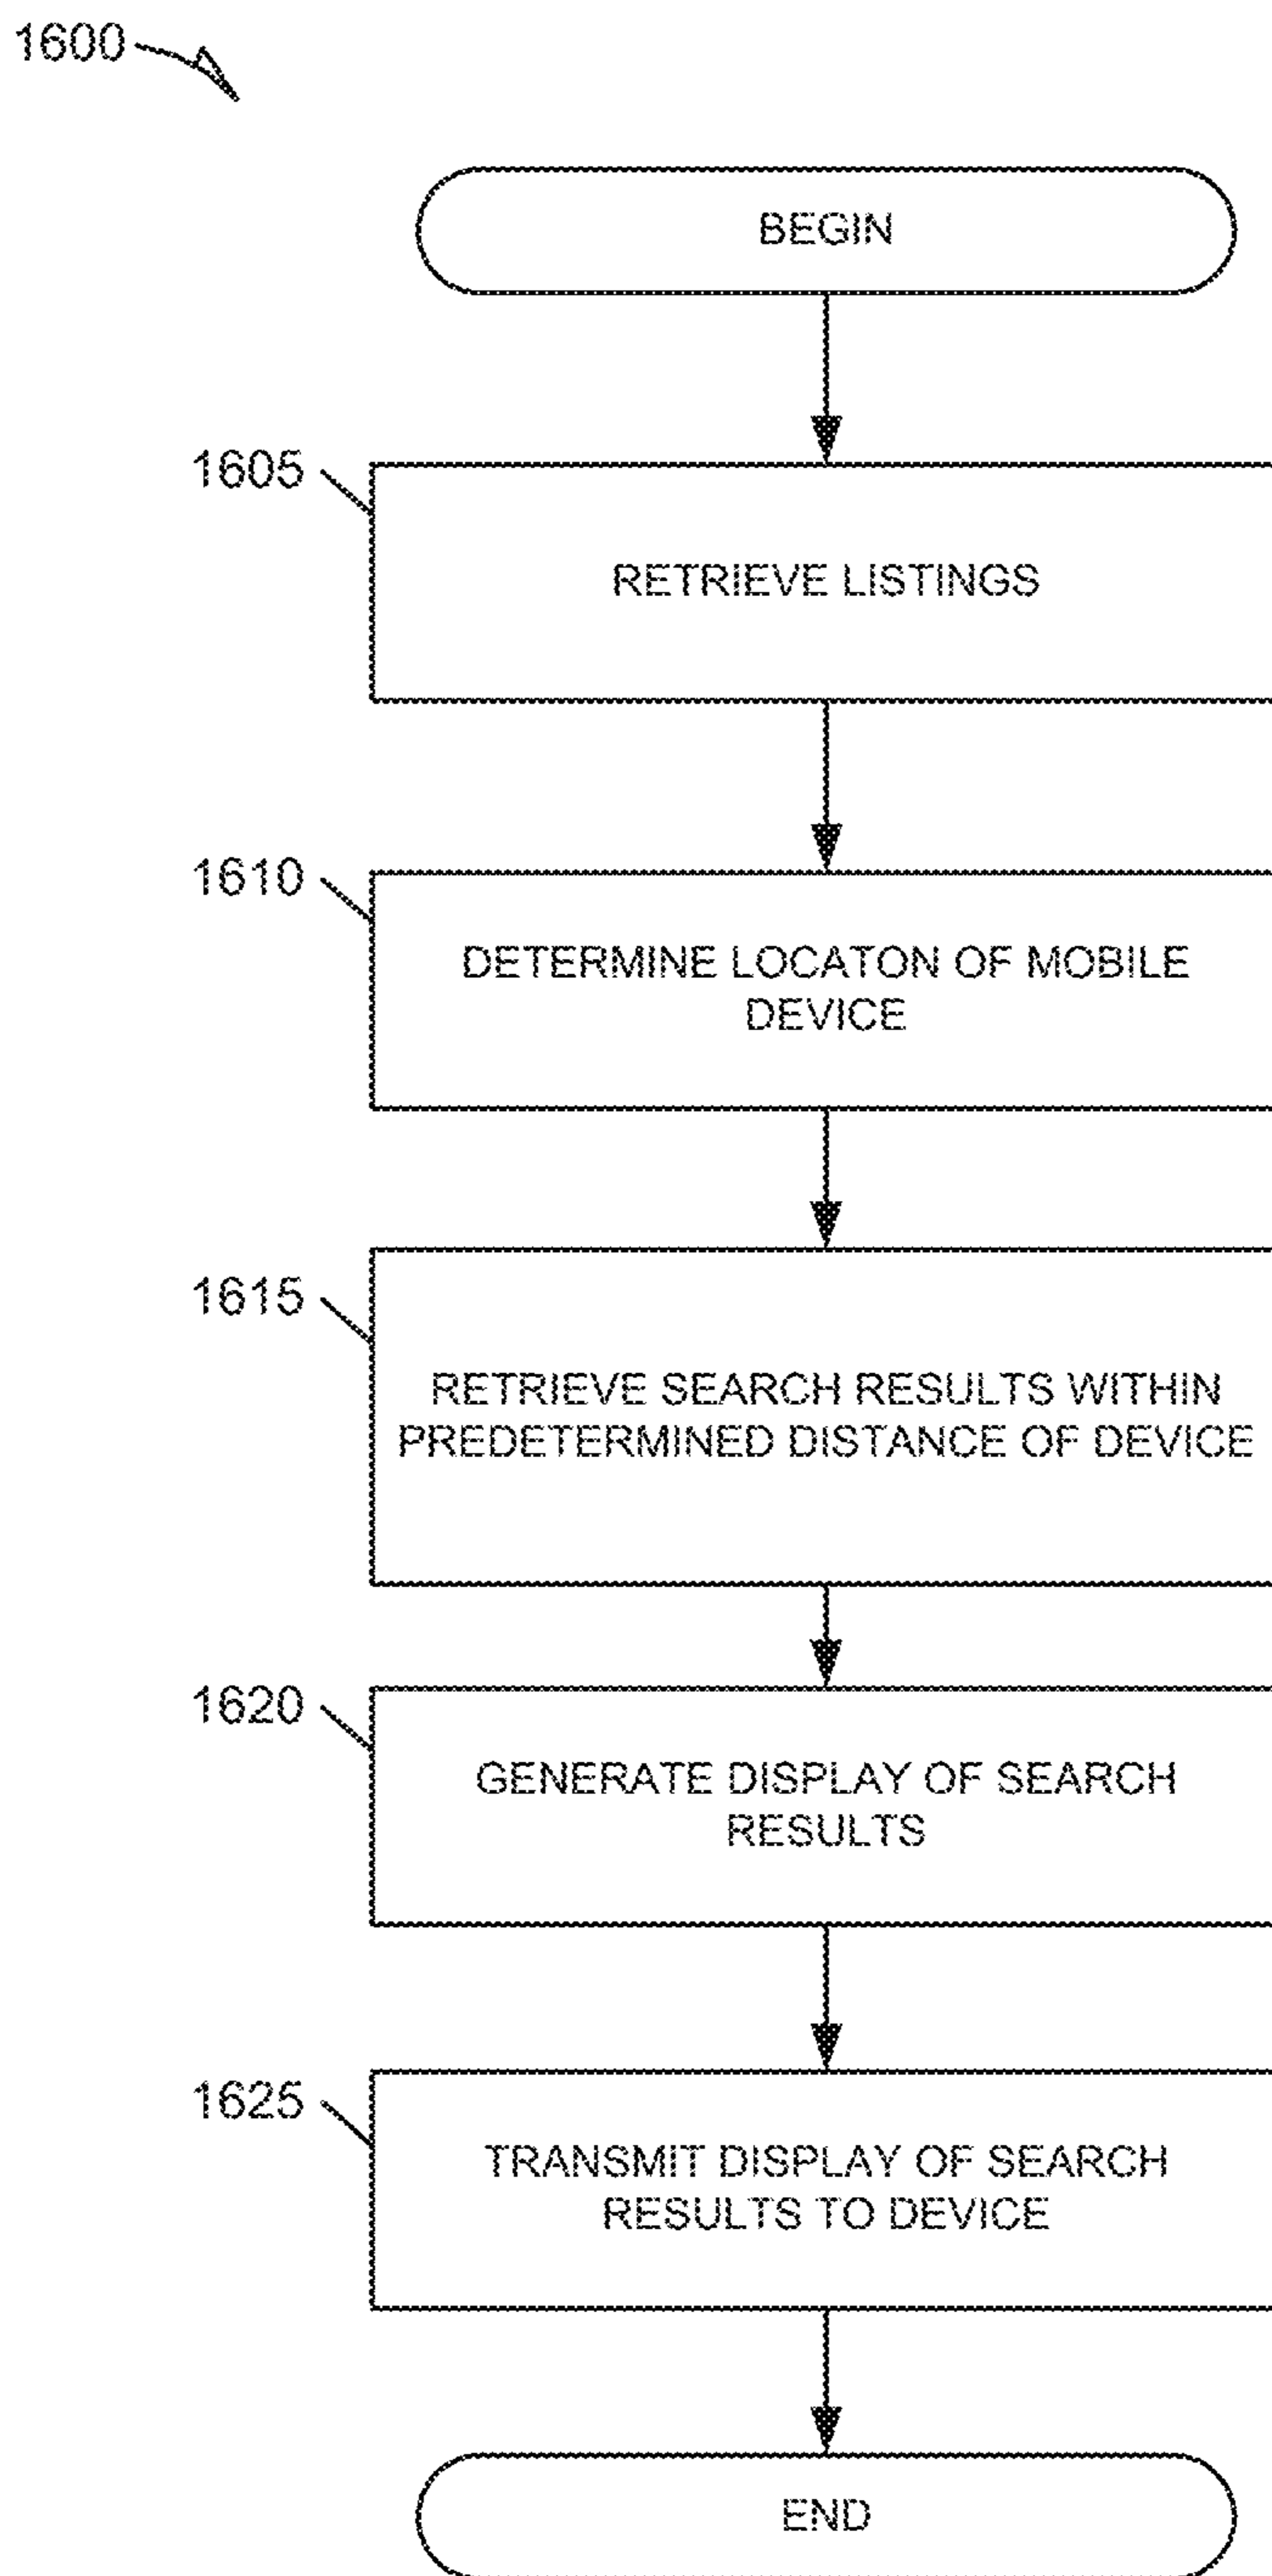 1600
BEGIN
1605
RETRIEVE LISTINGS
1610
DETERMINE LOCATON OF MOBILE
DEVICE
1615
RETRIEVE SEARCH RESULTS WITHIN
PREDETERMINED DISTANCE OF DEVICE
1620
GENERATE DISPLAY OF SEARCH
RESULTS
1625
TRANSMIT DISPLAY OF SEARCH
RESULTS TO DEVICE
END